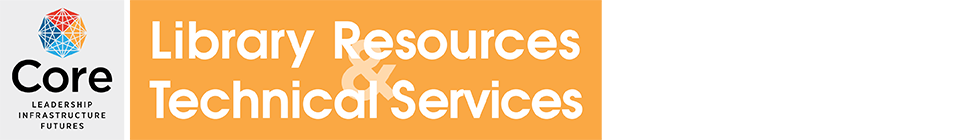 Core
LEADERSHIP
INFRASTRUCTURE
FUTURES
Library Resources
&
Technical Services